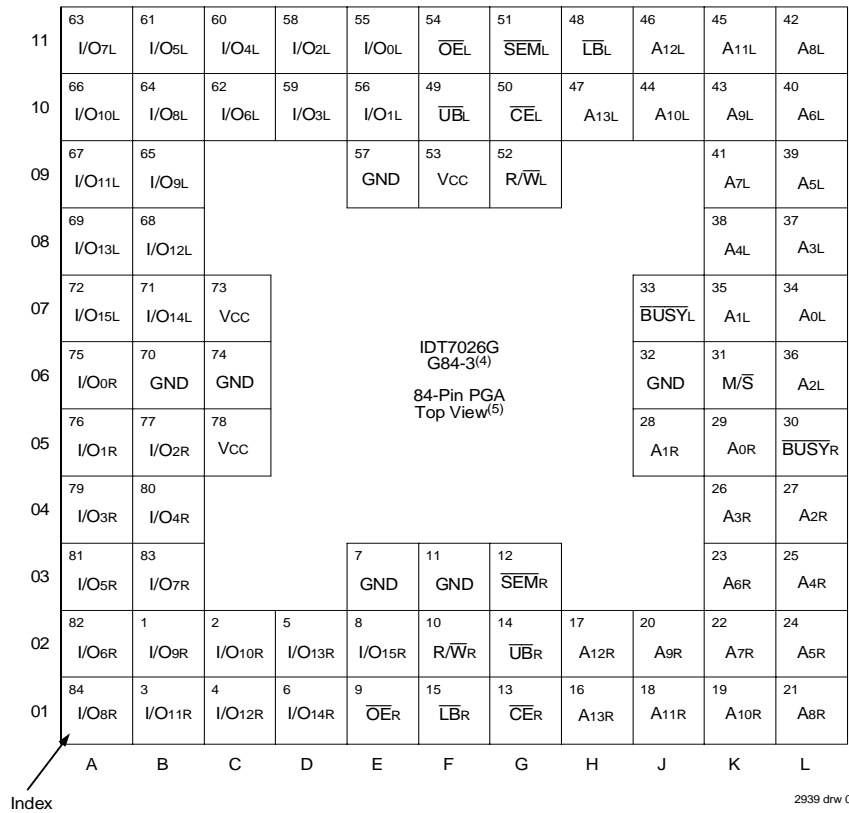 63 61 60 58 55 54 51 48 46 45 42
11 I/O7L I/O5L I/O4L I/O2L I/O0L OEL SEML LBL A12L A11L A8L
66 64 62 59 56 49 50 47 44 43 40
10 I/O10L I/O8L I/O6L I/O3L I/O1L UBL CEL A13L A10L A9L A6L
67 65 57 53 52 41 39
09 I/O11L I/O9L GND VCC R/WL A7L A5L
69 68 38 37
08 I/O13L I/O12L A4L A3L
72 71 73 33 35 34
07 I/O15L I/O14L VCC BUSYL A1L A0L
IDT7026G
G84-3(4)
75 70 74 32 31 36
06 I/O0R GND GND GND M/S A2L
84-Pin PGA
Top View(5)
76 77 78 28 29 30
05 I/O1R I/O2R VCC A1R A0R BUSYR
79 80 26 27
04 I/O3R I/O4R A3R A2R
81 83 7 11 12 23 25
03 I/O5R I/O7R GND GND SEMR A6R A4R
82 1 2 5 8 10 14 17 20 22 24
02 I/O6R I/O9R I/O10R I/O13R I/O15R R/WR UBR A12R A9R A7R A5R
84 3 4 6 9 15 13 16 18 19 21
01 I/O8R I/O11R I/O12R I/O14R OER LBR CER A13R A11R A10R A8R
A B C D E F G H J K L
Index
2939 drw